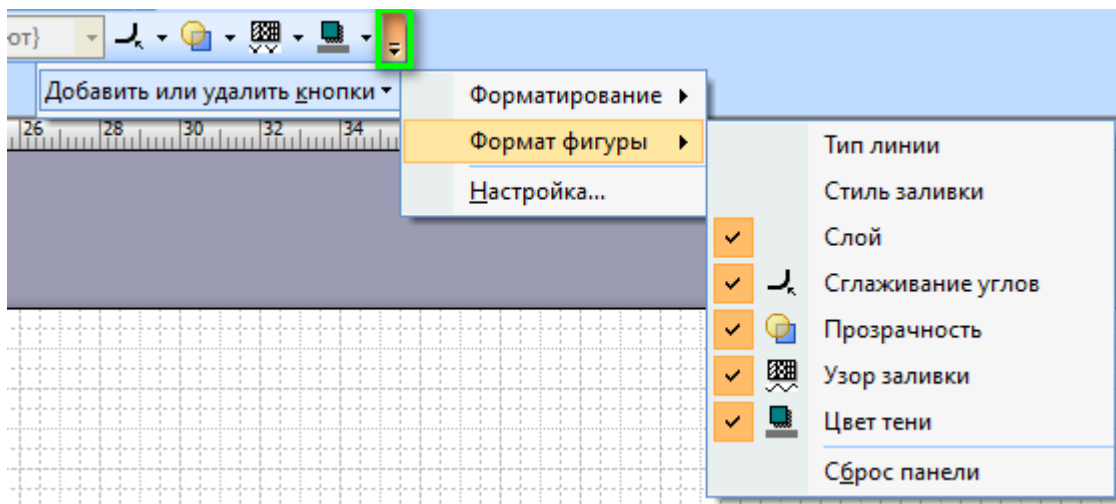 от}
Добавить или удалить кнопки
Форматирование
26 28 30 32 34
Формат фигуры
Тип линии
Настройка...
Стиль заливки
Слой
Сглаживание углов
Прозрачность
Узор заливки
Цвет тени
Сброс панели